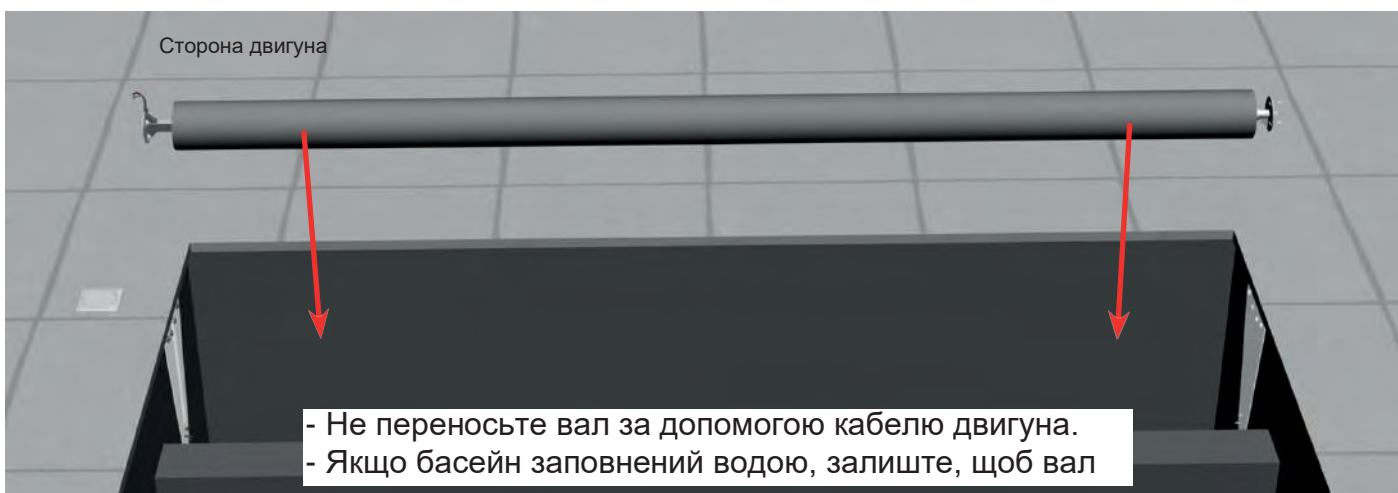 Сторона двигуна
- Не переносьте вал за допомогою кабелю двигуна.
- Якщо басейн заповнений водою, залиште, щоб вал